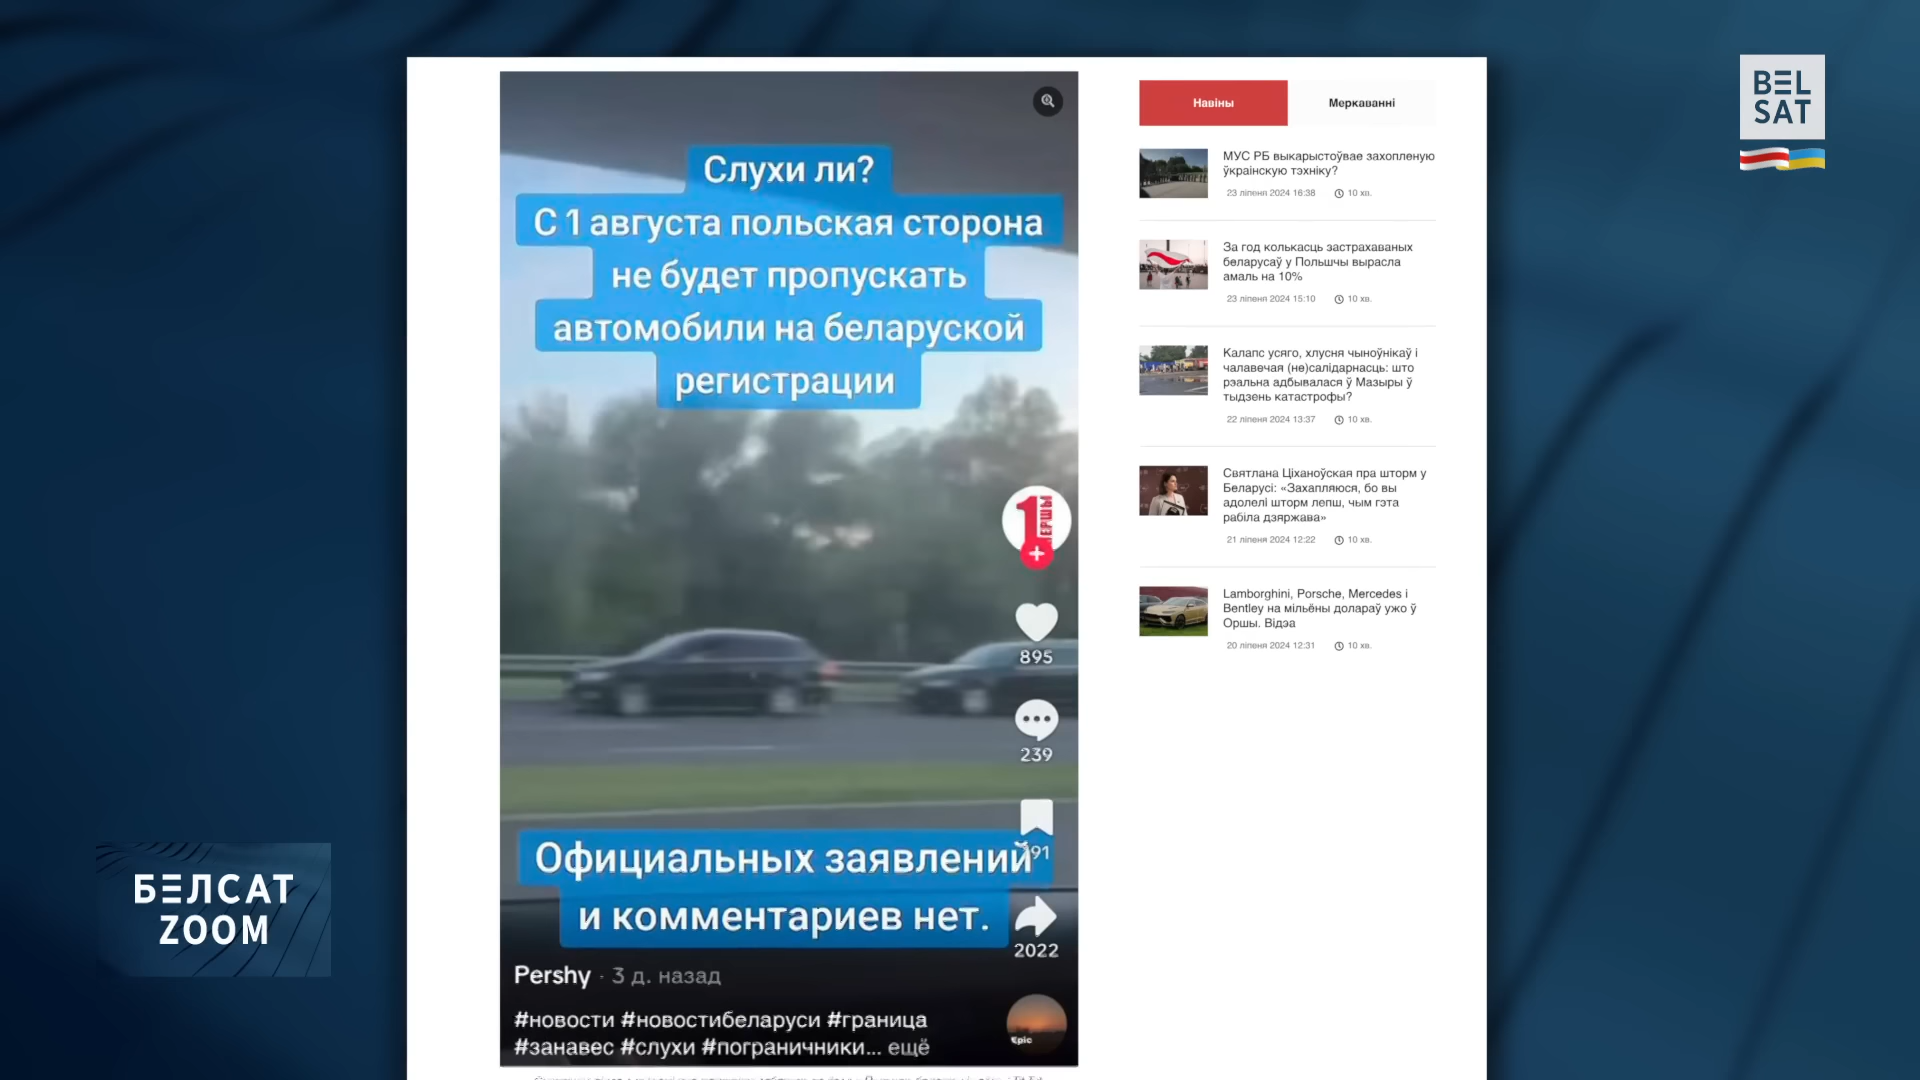 Слухи ли?
С 1 августа польская сторона
не будет пропускать
автомобили на беларуской
регистрации
1
ПЕРШЫ
895
239
91
Официальных заявлений
и комментариев нет.
2022
Pershy · 3 д. назад
#новости #новостибеларуси #граница
#занавес #слухи #пограничники... ещё
Epic
Навіны
Меркаванні
МУС РБ выкарыстоўвае захопленую
ўкраінскую тэхніку?
23 ліпеня 2024 16:38 10 хв.
За год колькасць застрахаваных
беларусаў у Польшчы вырасла
амаль на 10%
23 ліпеня 2024 15:10 10 хв.
Калапс усяго, хлусня чыноўнікаў і
чалавечая (не)салідарнасць: што
рэальна адбывалася ў Мазыры ў
тыдзень катастрофы?
22 ліпеня 2024 13:37 10 хв.
Святлана Ціханоўская пра шторм у
Беларусі: «Захапляюся, бо вы
адолелі шторм лепш, чым гэта
рабіла дзяржава»
21 ліпеня 2024 12:22 10 хв.
Lamborghini, Porsche, Mercedes і
Bentley на мільёны долараў ужо ў
Оршы. Відэа
20 ліпеня 2024 12:31 10 хв.
BEL
SAT
БЕЛСАТ
ZOOM